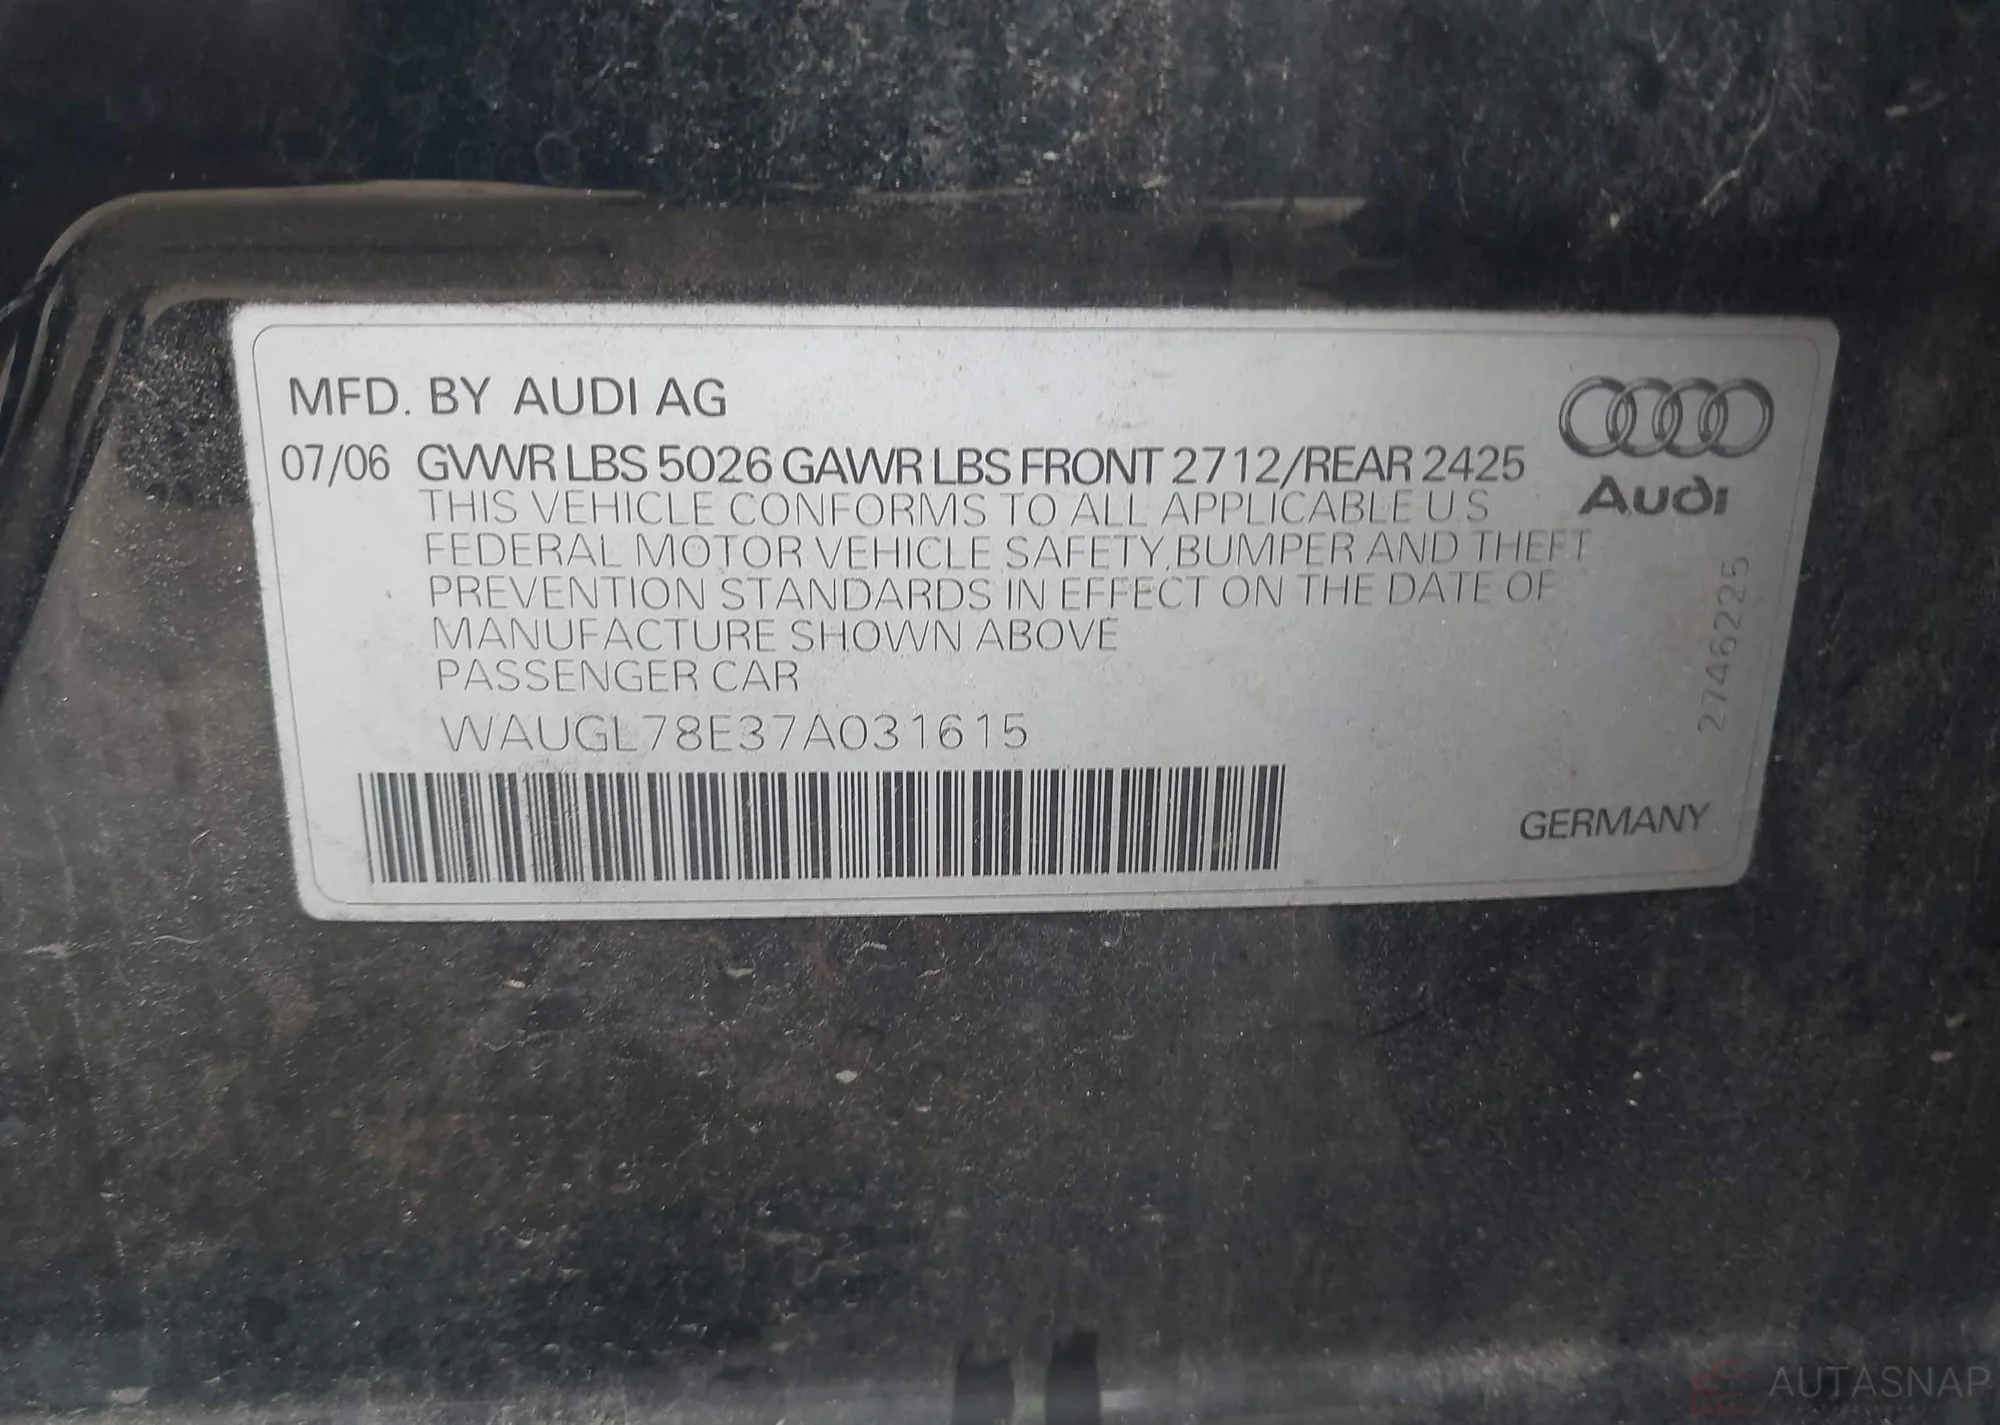 MFD. BY AUDI AG
07/06 GVWR LBS 5026 GAWR LBS FRONT 2712/REAR 2425
THIS VEHICLE CONFORMS TO ALL APPLICABLE U S
FEDERAL MOTOR VEHICLE SAFETY,BUMPER AND THEFT
PREVENTION STANDARDS IN EFFECT ON THE DATE OF
MANUFACTURE SHOWN ABOVE
PASSENGER CAR
WAUGL78E37A031615
Audi
2746225
GERMANY
AUTASNAP